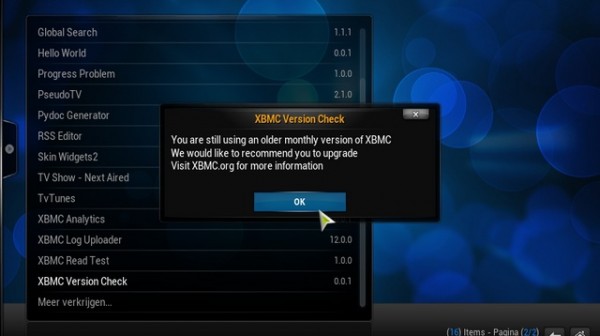 Global Search 1.1.1
Hello World 0.0.1
Progress Problem 1.0.0
PseudoTV 2.1.0
Pydoc Generator
RSS Editor
Skin Widgets2
TV Show - Next Aired
TvTunes
XBMC Analytics
XBMC Log Uploader 12.0.0
XBMC Read Test 1.0.0
XBMC Version Check 0.0.1
Meer verkrijgen...
XBMC Version Check
You are still using an older monthly version of XBMC
We would like to recommend you to upgrade
Visit XBMC.org for more information
OK
(16) Items - Pagina (2/2)